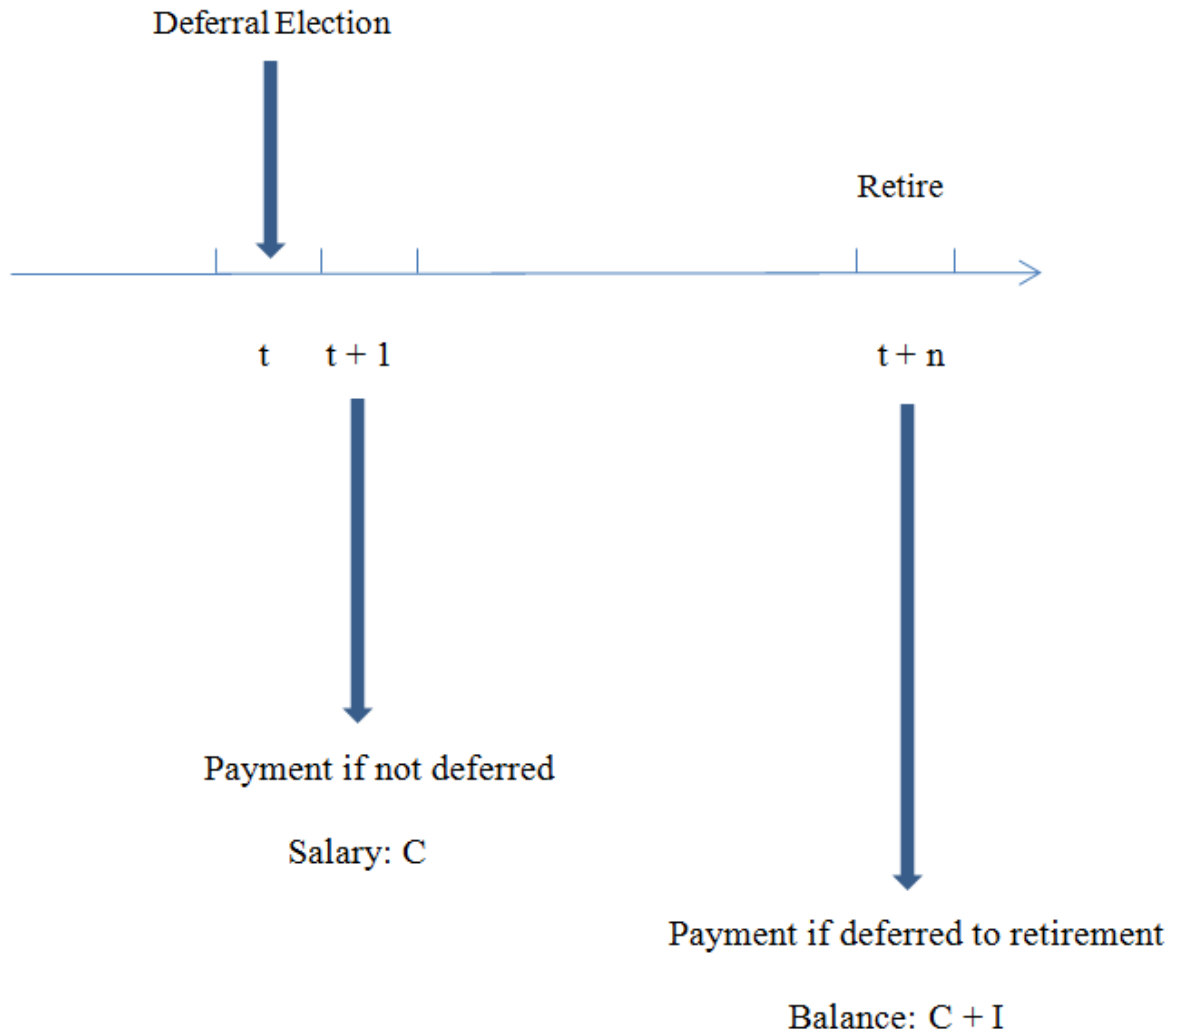 Deferral Election
Retire
t
t + 1
t + n
Payment if not deferred
Salary: C
Payment if deferred to retirement
Balance: C + I